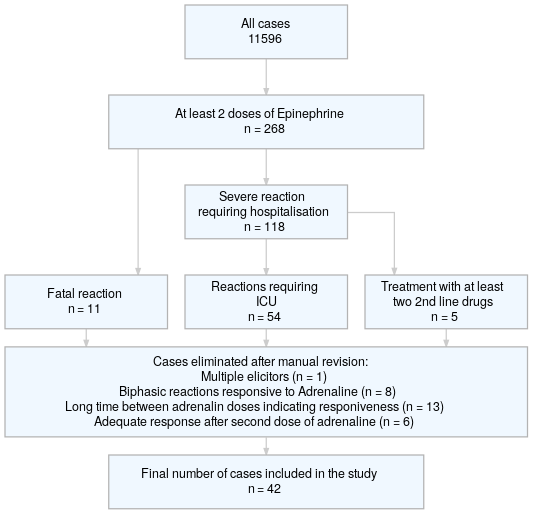 All cases
11596
At least 2 doses of Epinephrine
n = 268
Severe reaction
requiring hospitalisation
n = 118
Fatal reaction
n = 11
Reactions requiring
ICU
n = 54
Treatment with at least
two 2nd line drugs
n = 5
Cases eliminated after manual revision:
Multiple elicitors (n = 1)
Biphasic reactions responsive to Adrenaline (n = 8)
Long time between adrenalin doses indicating responiveness (n = 13)
Adequate response after second dose of adrenaline (n = 6)
Final number of cases included in the study
n = 42